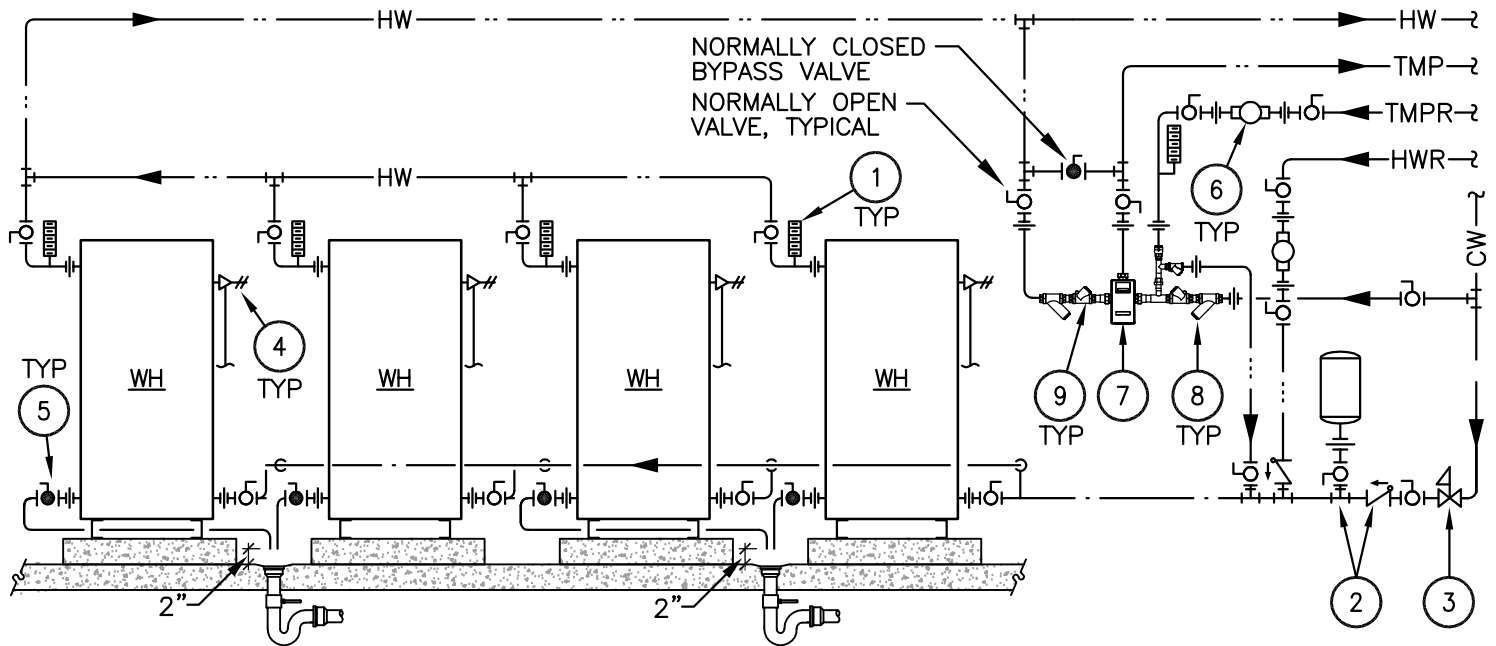 HW
HW
NORMALLY CLOSED
BYPASS VALVE
TMP
NORMALLY OPEN
VALVE, TYPICAL
TMPR
HWR
HW
1
TYP
6
TYP
CW
4
TYP
TYP
5
WH
WH
WH
WH
9
TYP
7
8
TYP
2"
2"
2
3